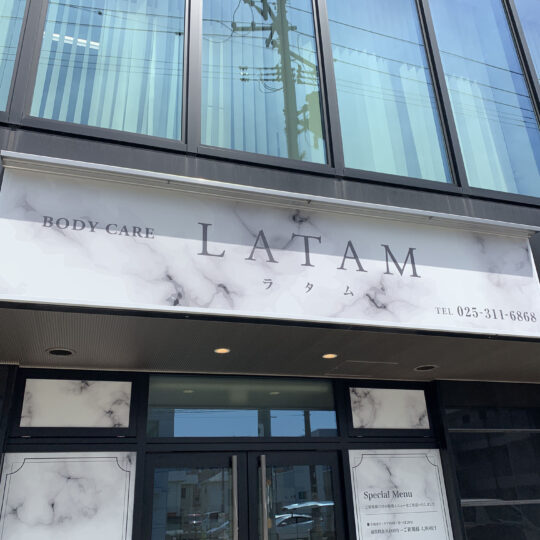 BODY CARE
LATAM
ラタム
TEL 025-311-6868
Special Menu